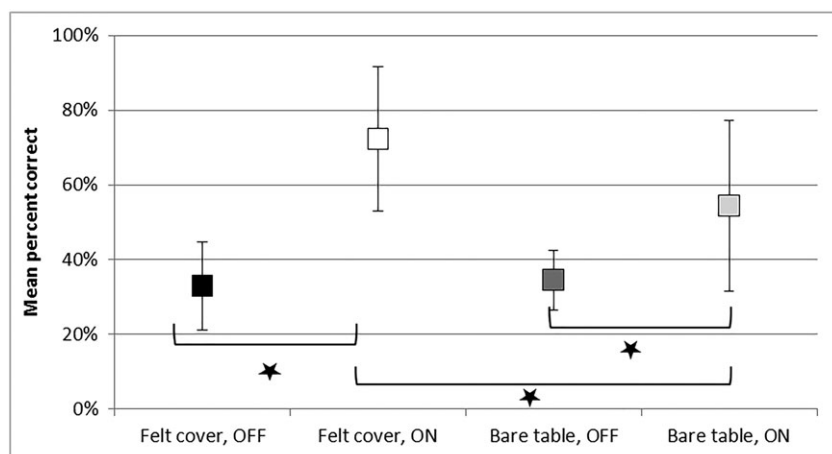 100%
80%
60%
40%
20%
0%
Mean percent correct
Felt cover, OFF
Felt cover, ON
Bare table, OFF
Bare table, ON